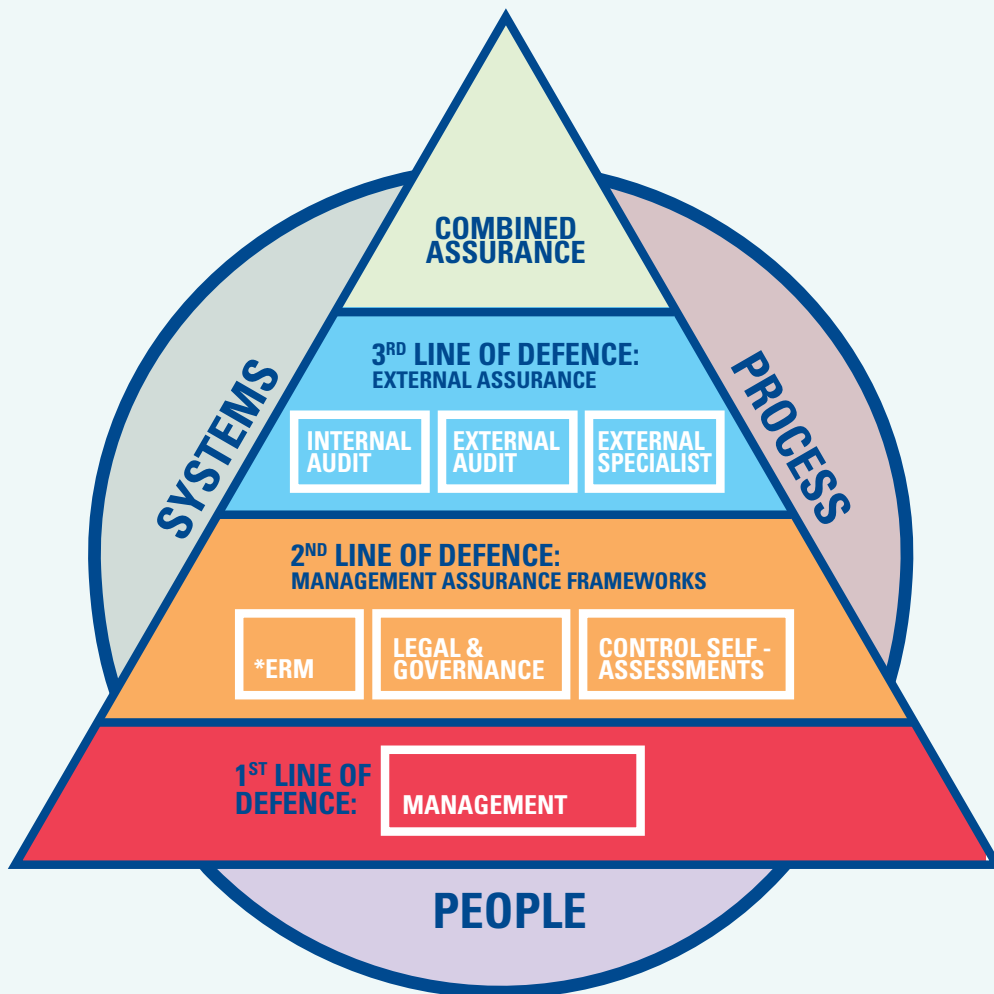 COMBINED
ASSURANCE
3RD LINE OF DEFENCE:
EXTERNAL ASSURANCE
INTERNAL
AUDIT
EXTERNAL
AUDIT
EXTERNAL
SPECIALIST
SYSTEMS
PROCESS
2ND LINE OF DEFENCE:
MANAGEMENT ASSURANCE FRAMEWORKS
*ERM
LEGAL &
GOVERNANCE
CONTROL SELF -
ASSESSMENTS
1ST LINE OF
DEFENCE:
MANAGEMENT
PEOPLE